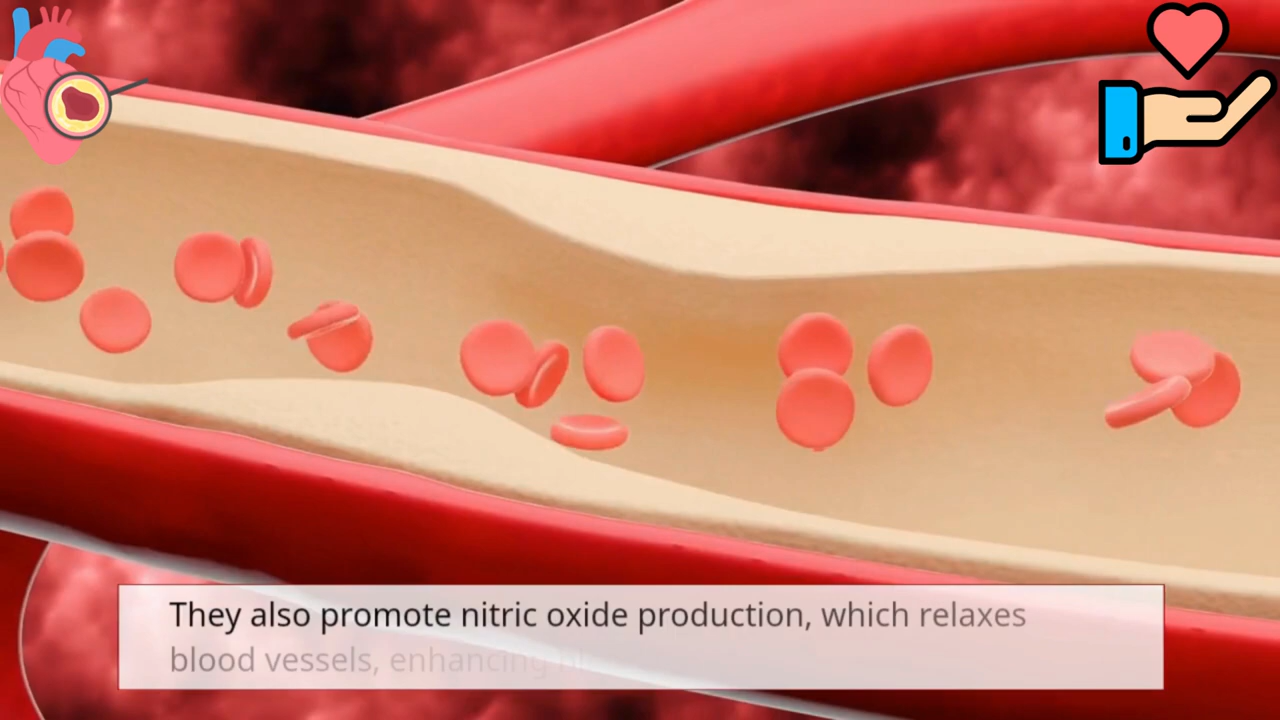 They also promote nitric oxide production, which relaxes
blood vessels, enhancing